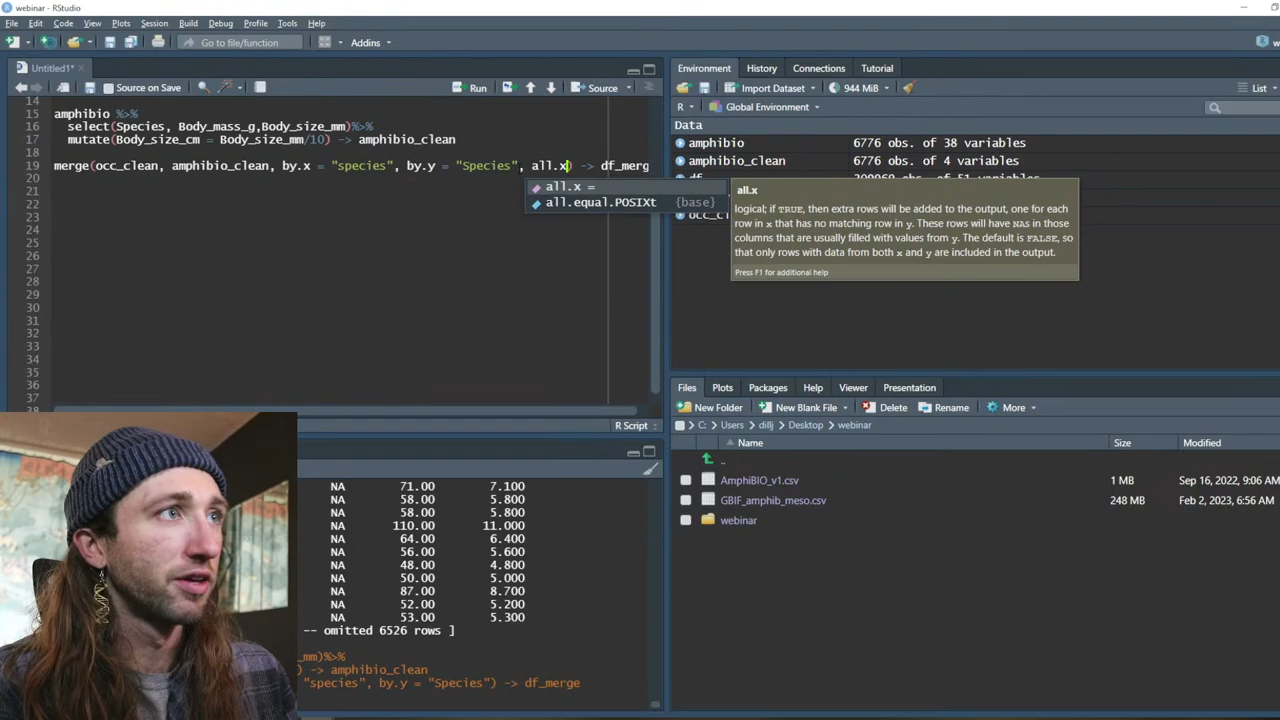 webinar - RStudio
File Edit Code View Plots Session Build Debug Profile Tools Help
Go to file/function Addins
Untitled1*
Source on Save Run Source
14
15 amphibio %>%
16 select(Species, Body_mass_g,Body_size_mm)%>%
17 mutate(Body_size_cm = Body_size_mm/10) -> amphibio_clean
18
19 merge(occ_clean, amphibio_clean, by.x = "species", by.y = "Species", all.x) -> df_merg
20
21
22
23
24
25
26
27
28
29
30
31
32
33
34
35
36
37
38
all.x =
all.equal.POSIXt {base}
all.x
logical; if TRUE, then extra rows will be added to the output, one for each
row in x that has no matching row in y. These rows will have NAs in those
columns that are usually filled with values from y. The default is FALSE, so
that only rows with data from both x and y are included in the output.
Press F1 for additional help
R Script
NA 71.00 7.100
NA 58.00 5.800
NA 58.00 5.800
NA 110.00 11.000
NA 64.00 6.400
NA 56.00 5.600
NA 48.00 4.800
NA 50.00 5.000
NA 87.00 8.700
NA 52.00 5.200
NA 53.00 5.300
-- omitted 6526 rows ]
_mm)%>%
) -> amphibio_clean
"species", by.y = "Species") -> df_merge
Environment History Connections Tutorial
Import Dataset 944 MiB List
R Global Environment
Data
amphibio 6776 obs. of 38 variables
amphibio_clean 6776 obs. of 4 variables
df
occ_cl
Files Plots Packages Help Viewer Presentation
New Folder New Blank File Delete Rename More
C: Users dillj Desktop webinar
Name Size Modified
..
AmphiBIO_v1.csv 1 MB Sep 16, 2022, 9:06 AM
GBIF_amphib_meso.csv 248 MB Feb 2, 2023, 6:56 AM
webinar